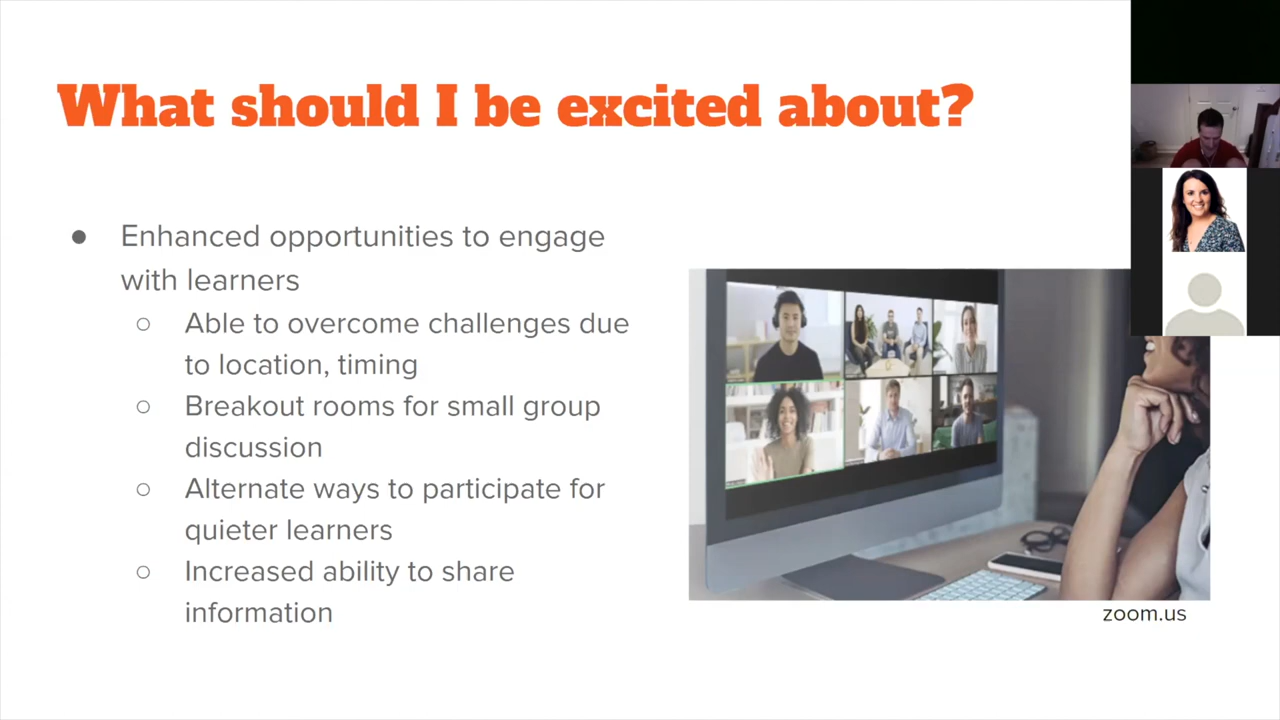 What should I be excited about?
● Enhanced opportunities to engage
with learners
○ Able to overcome challenges due
to location, timing
○ Breakout rooms for small group
discussion
○ Alternate ways to participate for
quieter learners
○ Increased ability to share
information
zoom.us